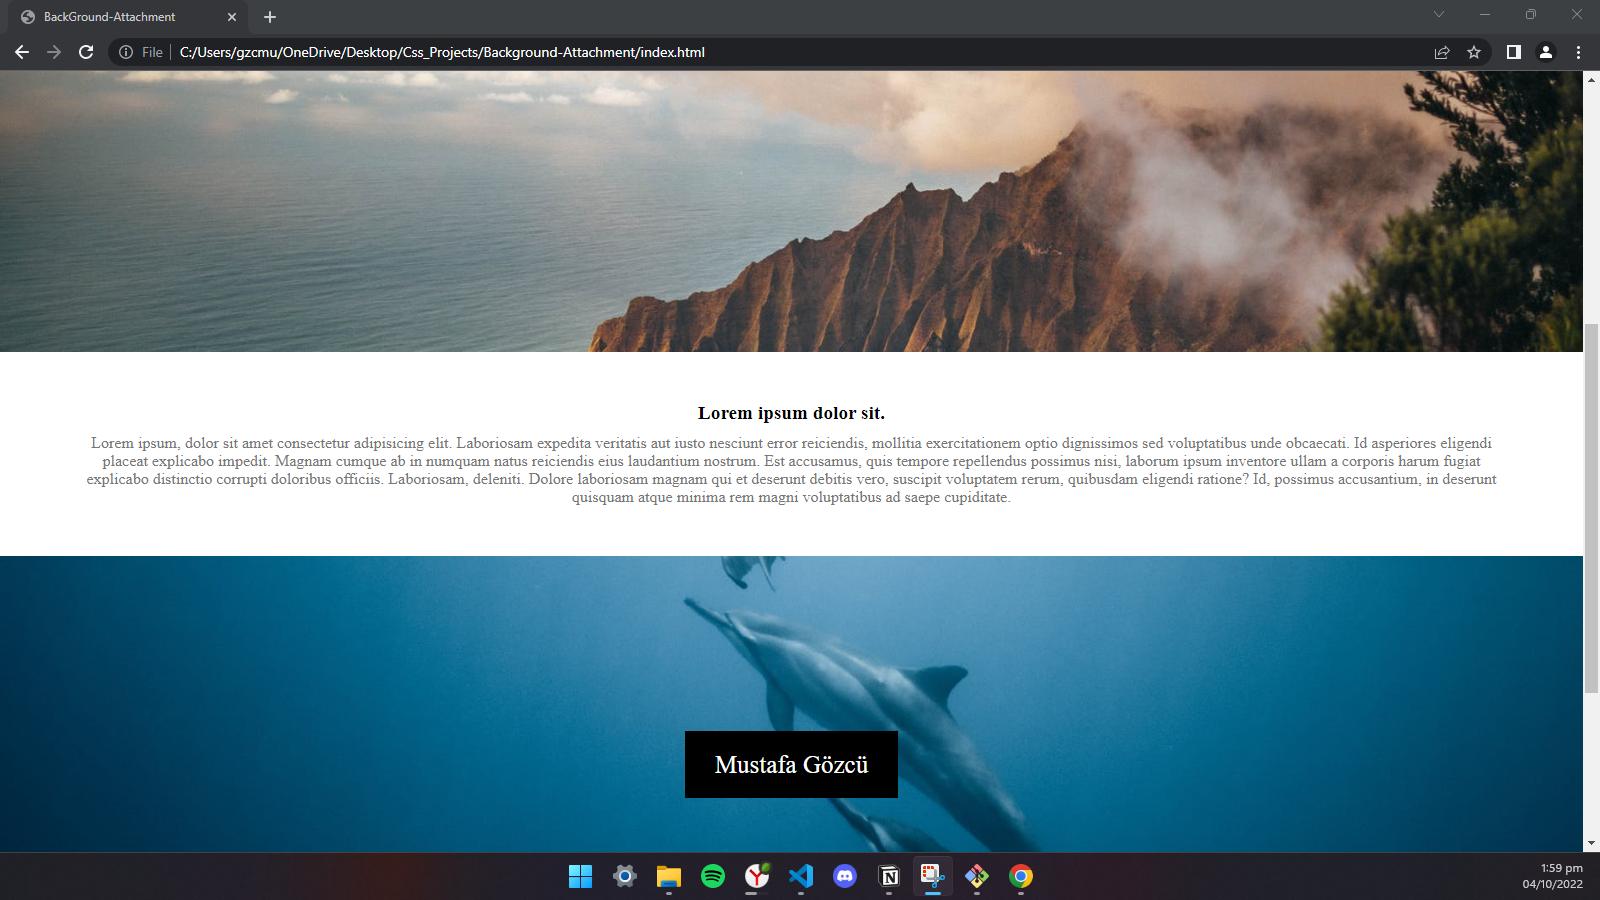 BackGround-Attachment
File
C:/Users/gzcmu/OneDrive/Desktop/Css_Projects/Background-Attachment/index.html
Lorem ipsum dolor sit.
Lorem ipsum, dolor sit amet consectetur adipisicing elit. Laboriosam expedita veritatis aut iusto nesciunt error reiciendis, mollitia exercitationem optio dignissimos sed voluptatibus unde obcaecati. Id asperiores eligendi
placeat explicabo impedit. Magnam cumque ab in numquam natus reiciendis eius laudantium nostrum. Est accusamus, quis tempore repellendus possimus nisi, laborum ipsum inventore ullam a corporis harum fugiat
explicabo distinctio corrupti doloribus officiis. Laboriosam, deleniti. Dolore laboriosam magnam qui et deserunt debitis vero, suscipit voluptatem rerum, quibusdam eligendi ratione? Id, possimus accusantium, in deserunt
quisquam atque minima rem magni voluptatibus ad saepe cupiditate.
Mustafa Gözcü
1:59 pm
04/10/2022